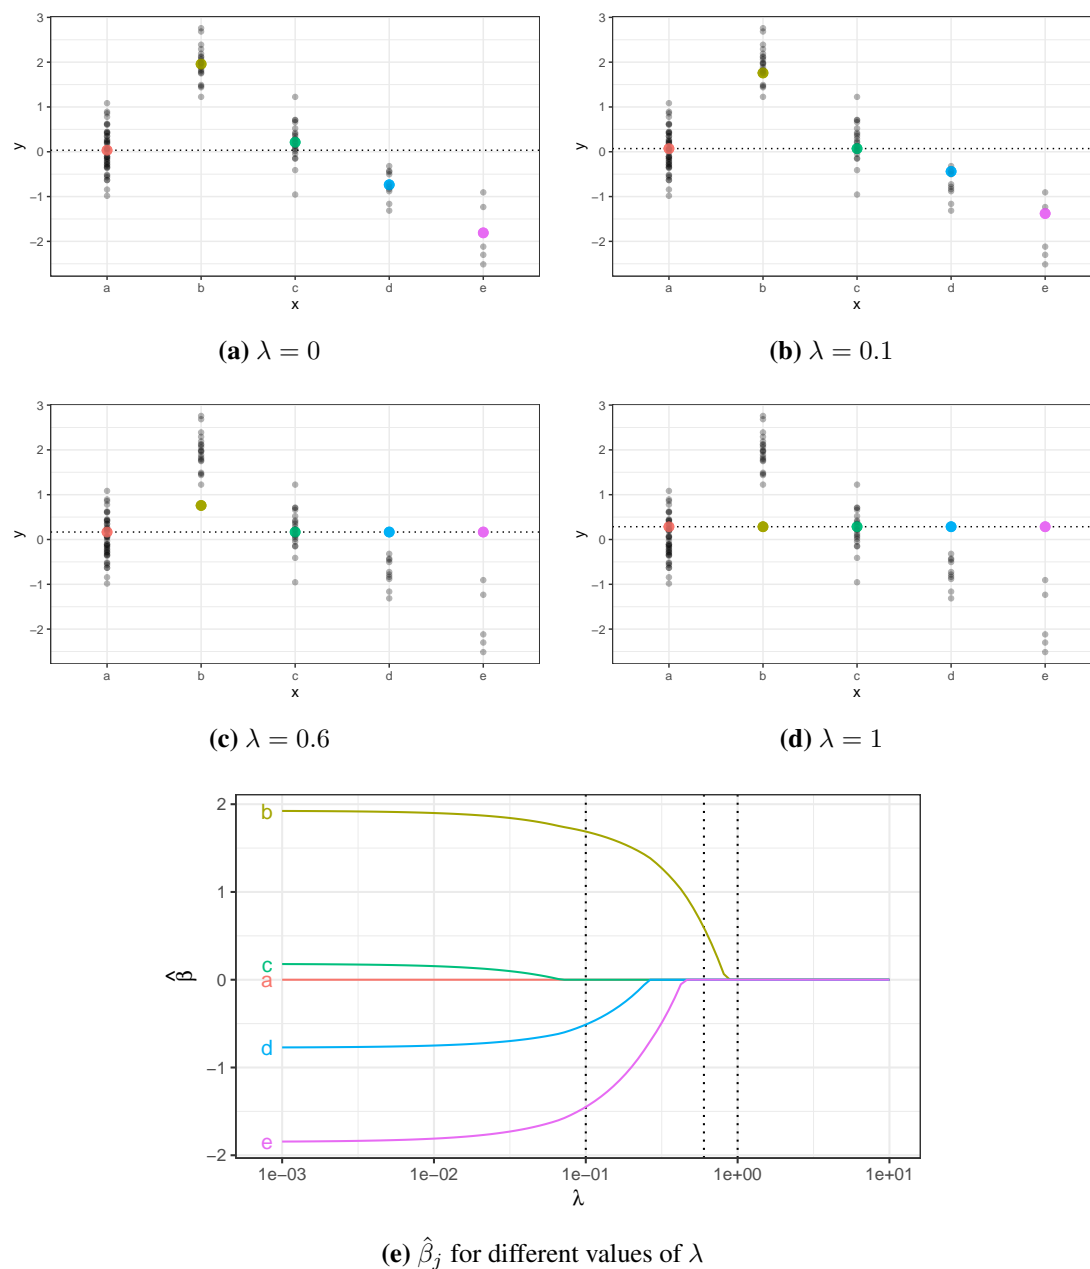 3
2
1
0
−1
−2
y
a b c d e
x
(a) λ = 0
3
2
1
0
−1
−2
y
a b c d e
x
(b) λ = 0.1
3
2
1
0
−1
−2
y
a b c d e
x
(c) λ = 0.6
3
2
1
0
−1
−2
y
a b c d e
x
(d) λ = 1
2
1
0
−1
−2
β̂
b
c
a
d
e
1e−03 1e−02 1e−01 1e+00 1e+01
λ
(e) β̂ⱼ for different values of λ